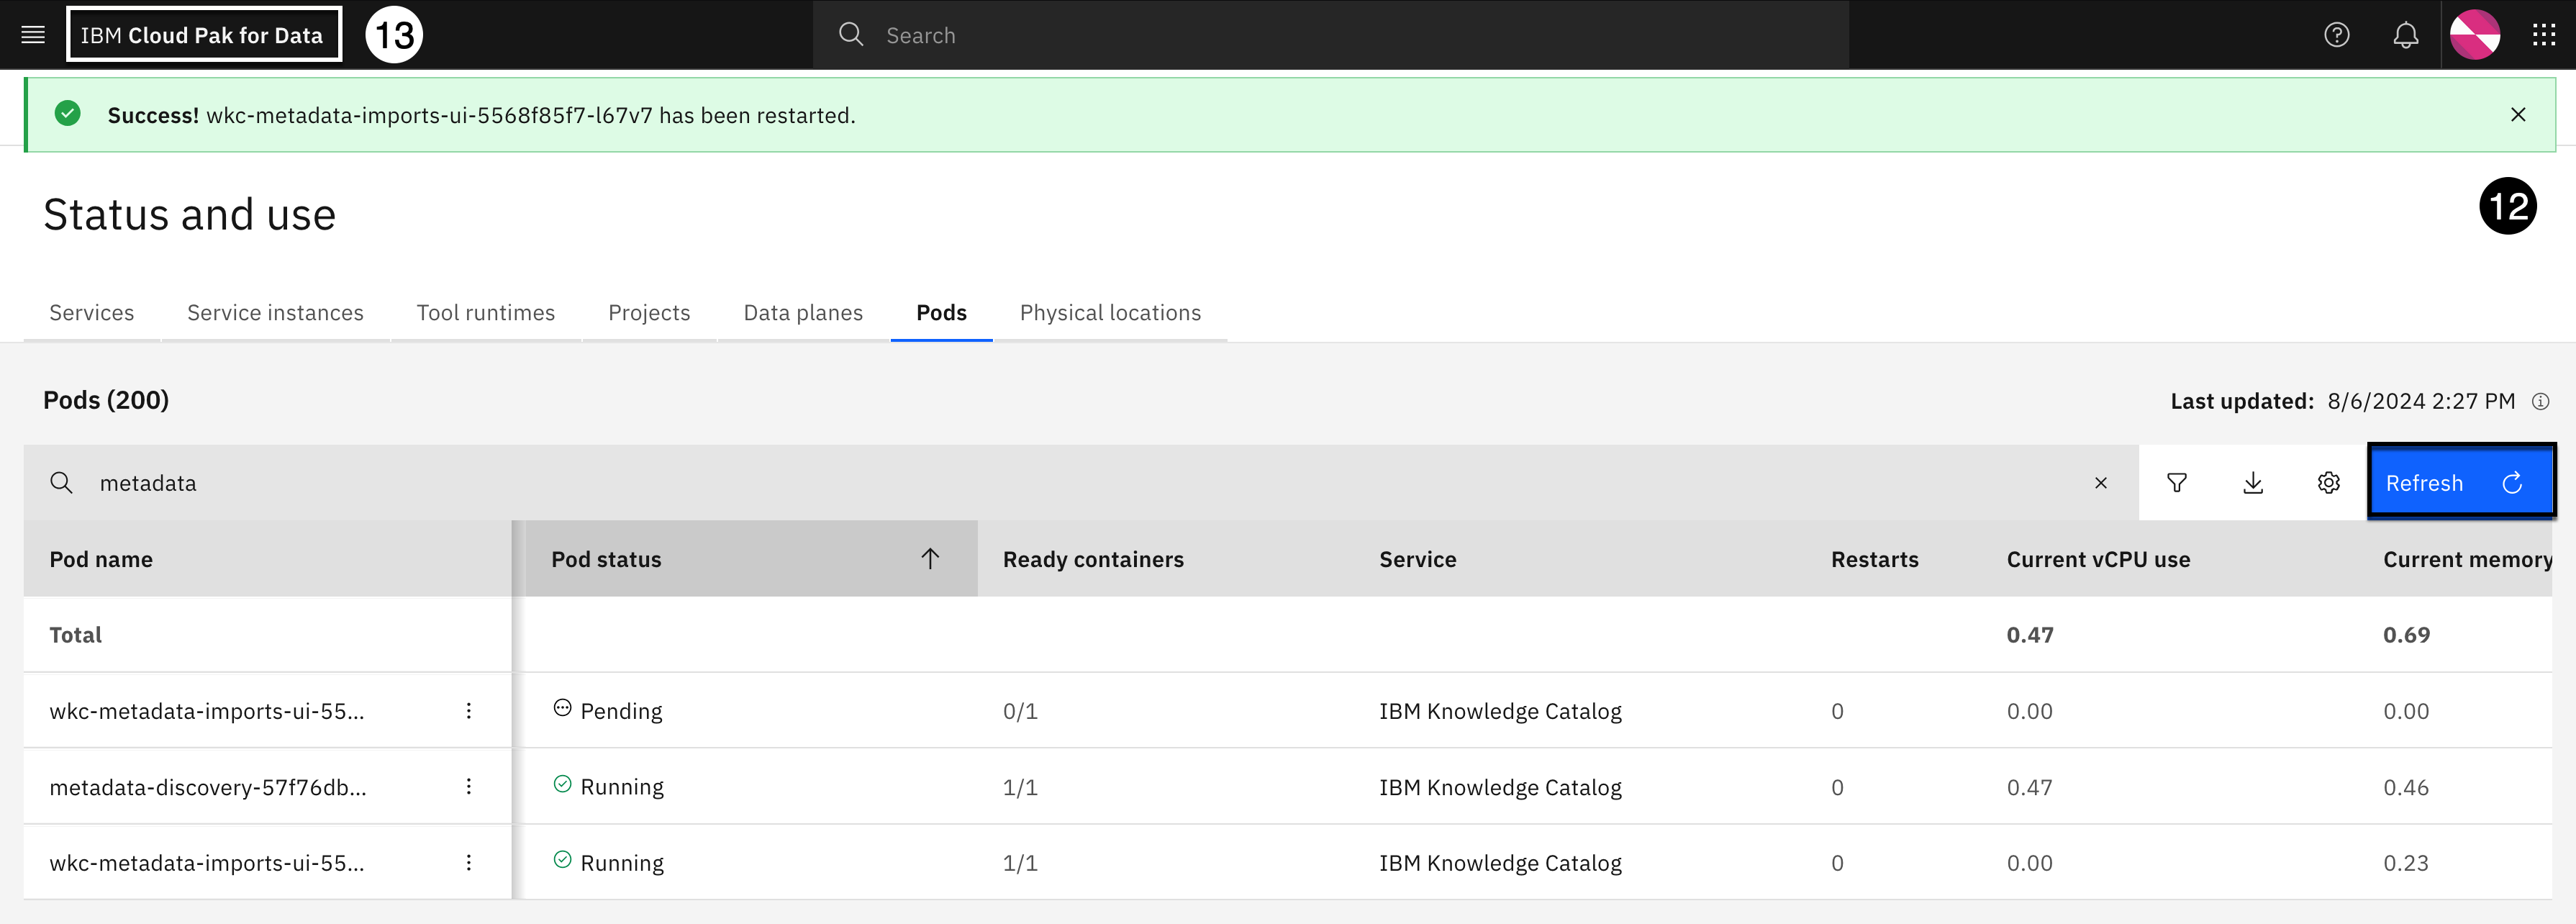 IBM Cloud Pak for Data 13 Search
Success! wkc-metadata-imports-ui-5568f85f7-l67v7 has been restarted.
Status and use 12
Services Service instances Tool runtimes Projects Data planes Pods Physical locations
Pods (200) Last updated: 8/6/2024 2:27 PM
metadata Refresh
Pod name Pod status Ready containers Service Restarts Current vCPU use Current memory
Total 0.47 0.69
wkc-metadata-imports-ui-55... Pending 0/1 IBM Knowledge Catalog 0 0.00 0.00
metadata-discovery-57f76db... Running 1/1 IBM Knowledge Catalog 0 0.47 0.46
wkc-metadata-imports-ui-55... Running 1/1 IBM Knowledge Catalog 0 0.00 0.23